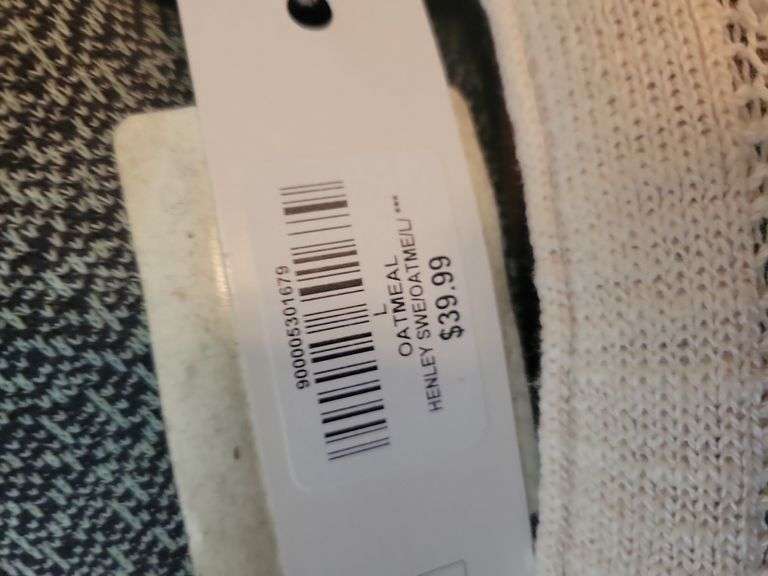 900005301679
L
OATMEAL
HENLEY SWE/OATME/L/ ***
$39.99